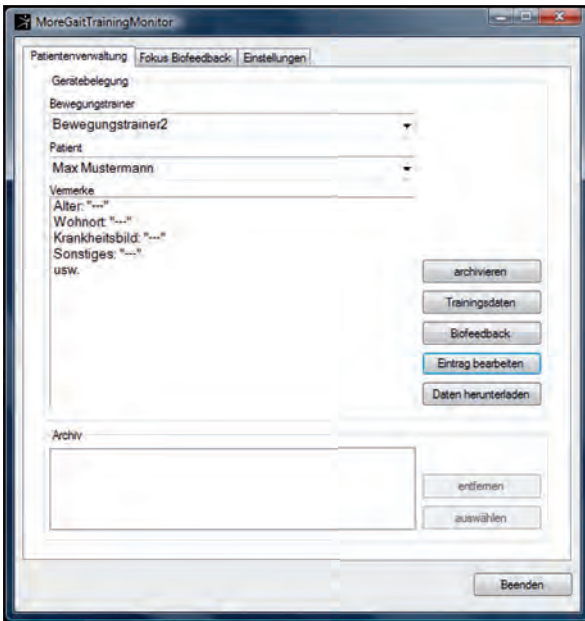 MoreGaitTrainingMonitor
Patientenverwaltung Fokus Biofeedback Einstellungen
Gerätebelegung
Bewegungstrainer
Bewegungstrainer2
Patient
Max Mustermann
Vermerke
Alter: "---"
Wohnort: "---"
Krankheitsbild: "---"
Sonstiges: "---"
usw.
archivieren
Trainingsdaten
Biofeedback
Eintrag bearbeiten
Daten herunterladen
Archiv
entfernen
auswählen
Beenden